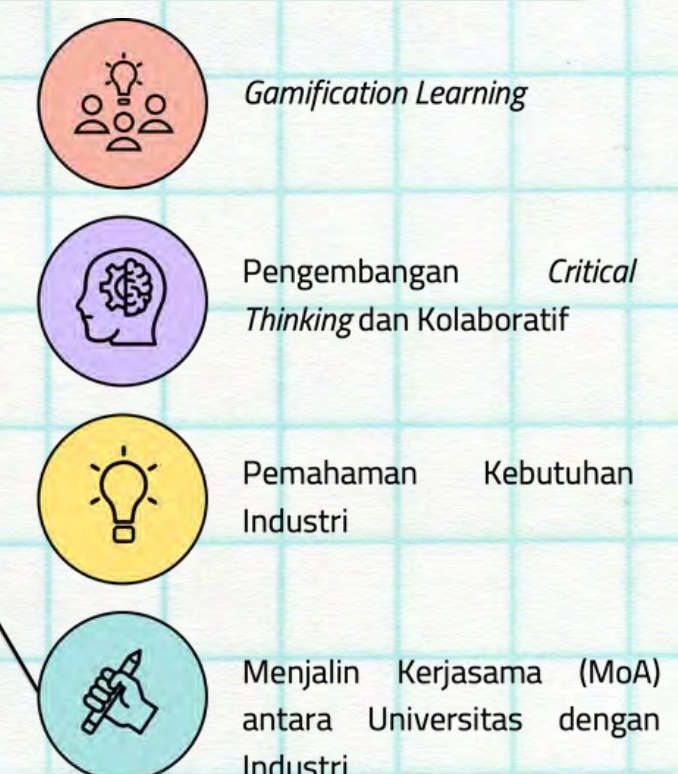 Gamification Learning
Pengembangan Critical
Thinking dan Kolaboratif
Pemahaman Kebutuhan
Industri
Menjalin Kerjasama (MoA)
antara Universitas dengan
Industri